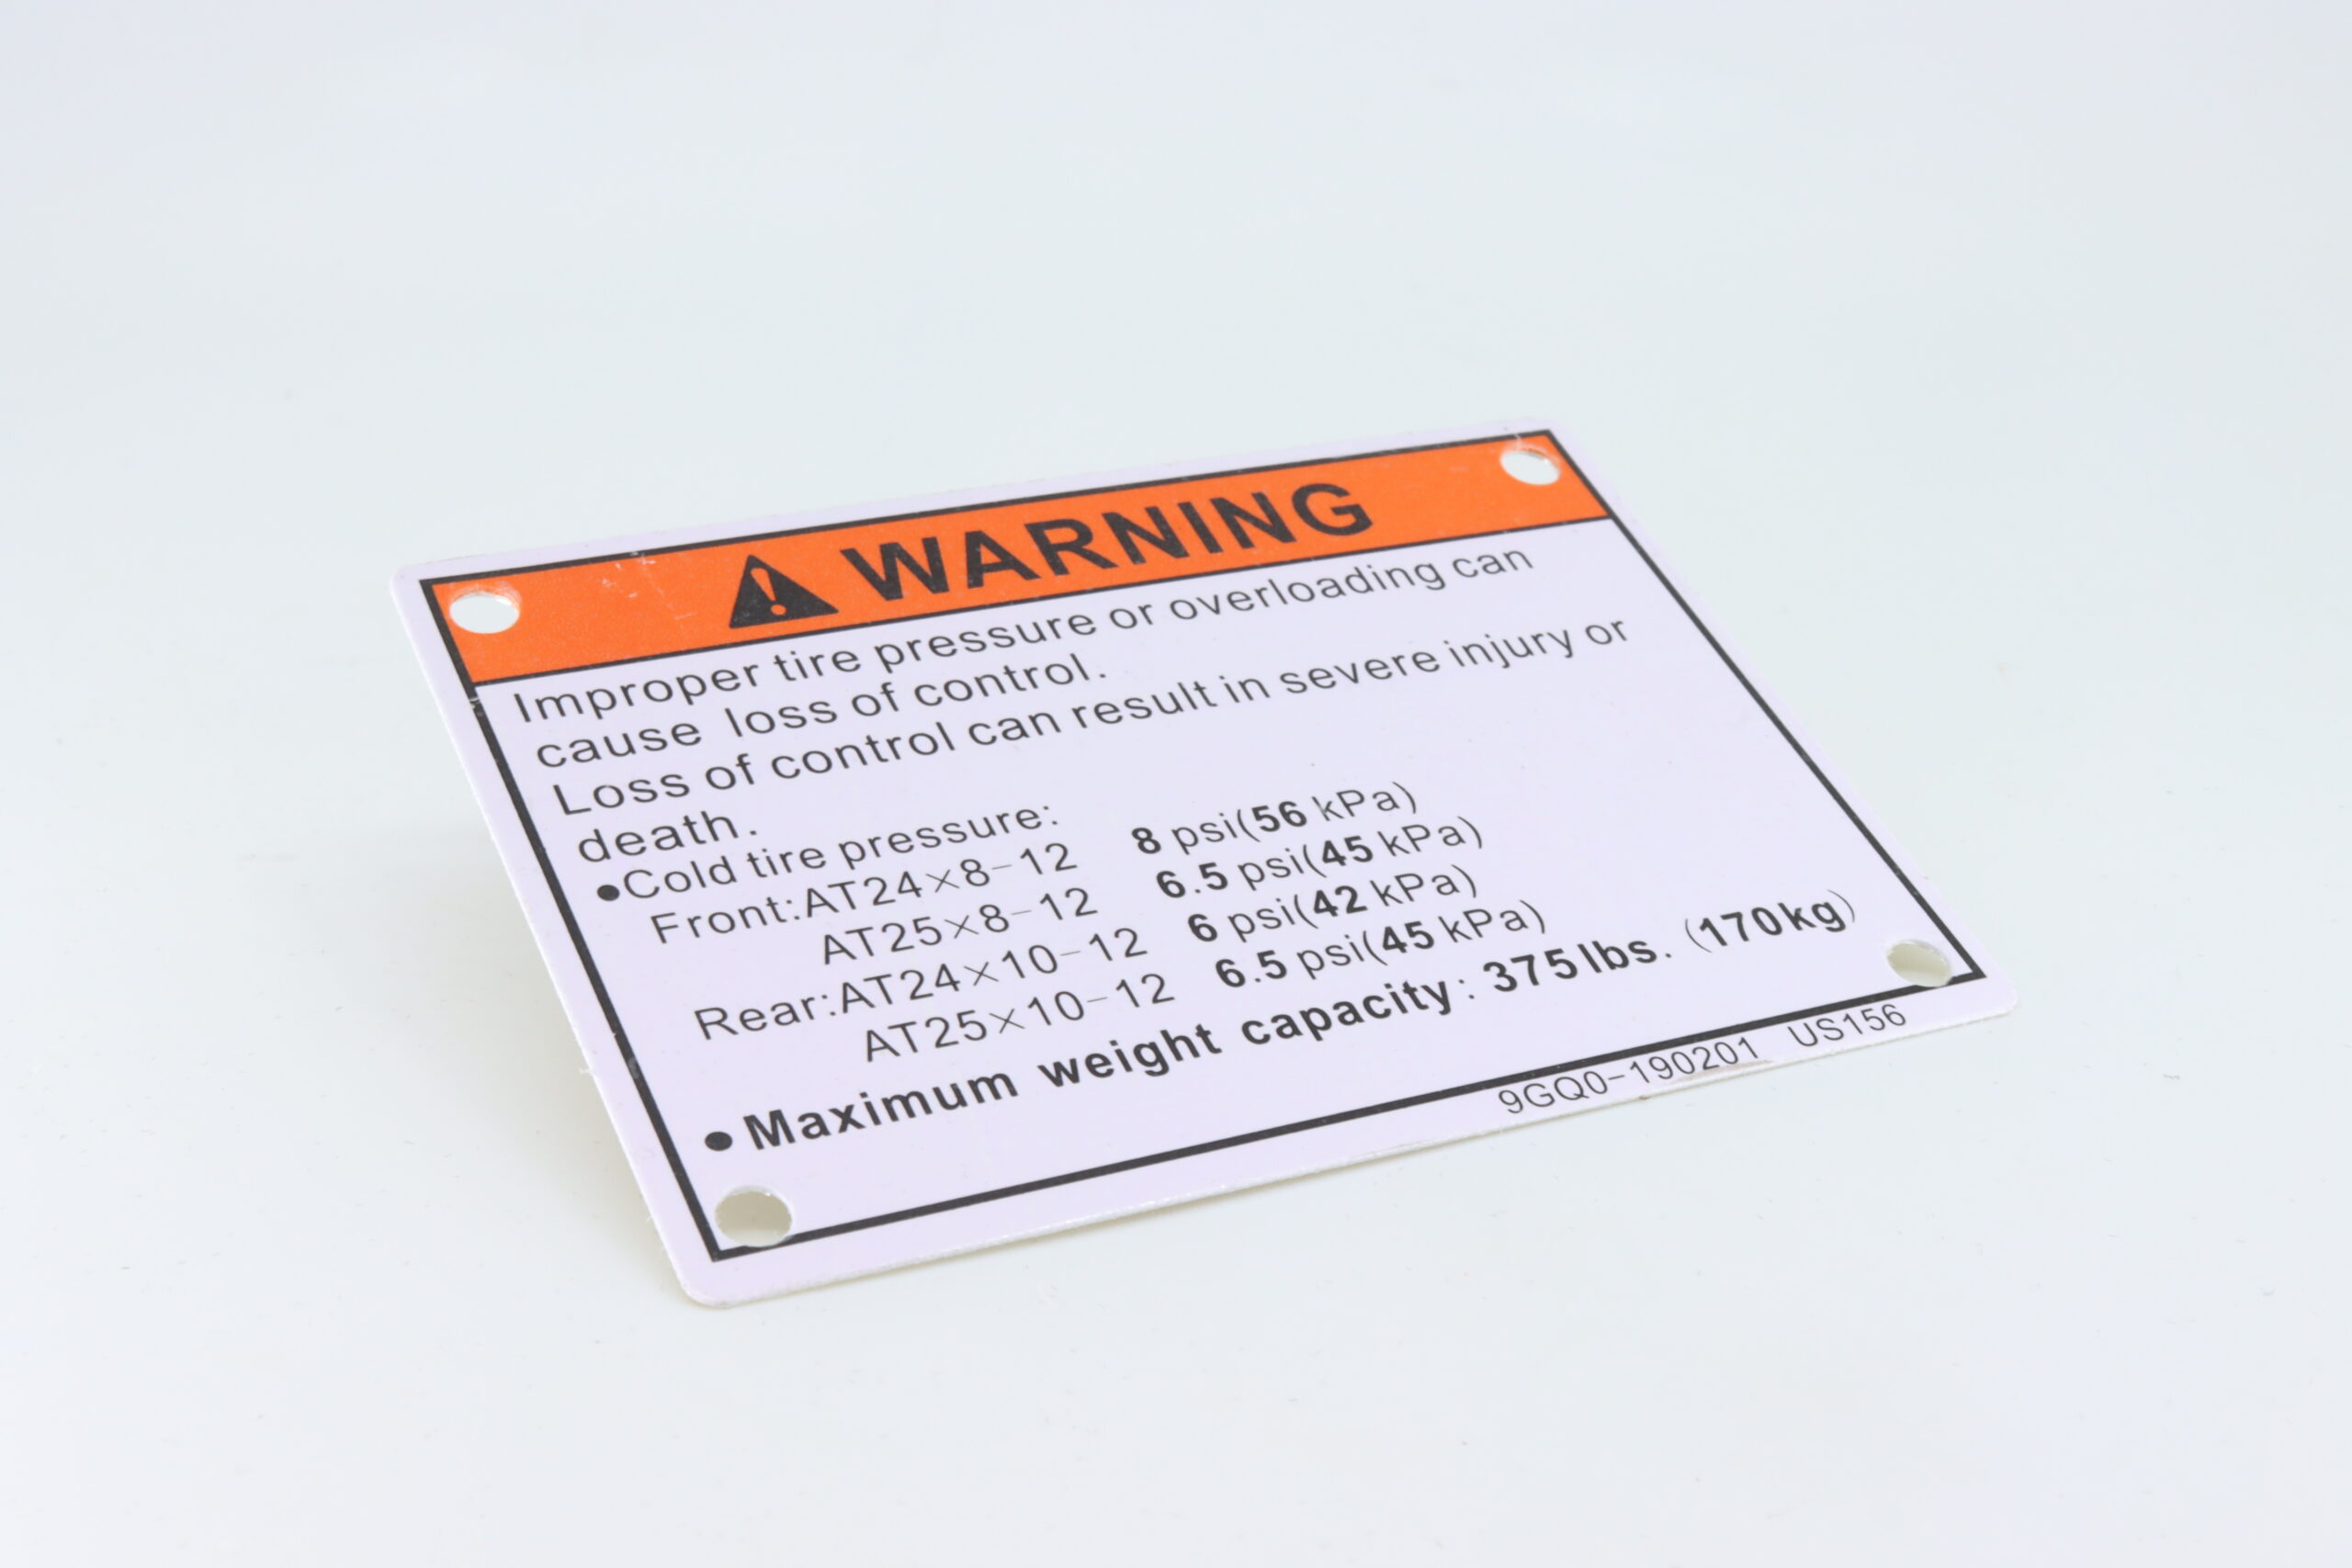 WARNING
Improper tire pressure or overloading can
cause loss of control.
Loss of control can result in severe injury or
death.
●Cold tire pressure:
Front:AT24×8-12 8 psi(56 kPa)
AT25×8-12 6.5 psi(45 kPa)
Rear:AT24×10-12 6 psi(42 kPa)
AT25×10-12 6.5 psi(45 kPa)
●Maximum weight capacity: 375lbs. (170kg)
9GQ0-190201 US156